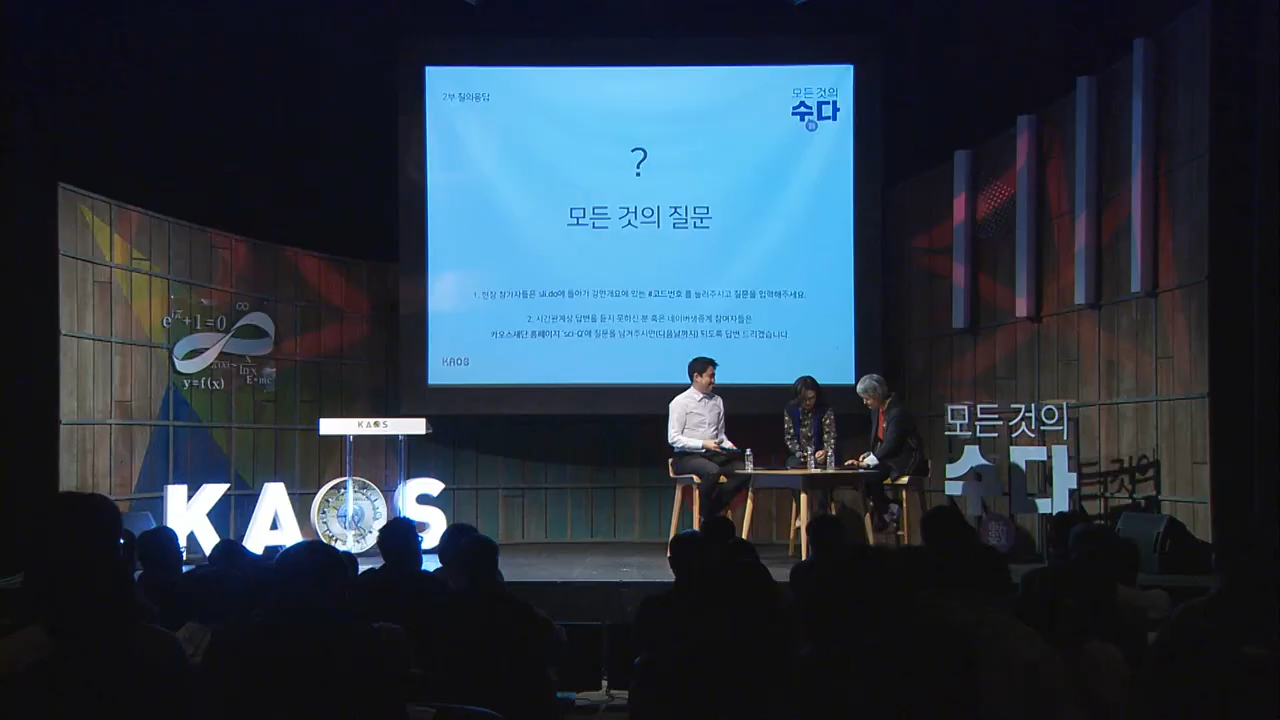 2부 질의응답
모든 것의
수다
?
모든 것의 질문
1. 현장 참가자들은 sli.do에 들어가 강연개요에 있는 #코드번호 를 눌러주시고 질문을 입력해주세요.
2. 시간관계상 답변을 듣지 못하신 분 혹은 네이버생중계 참여자들은
카오스재단 홈페이지 'sci-Q'에 질문을 남겨주시면(다음날까지) 되도록 답변 드리겠습니다.
KAOS
∞
e^iπ+1=0
π(x)~x/ln x
E=mc²
y=f(x)
KAOS
KAOS
모든 것의
수다
數